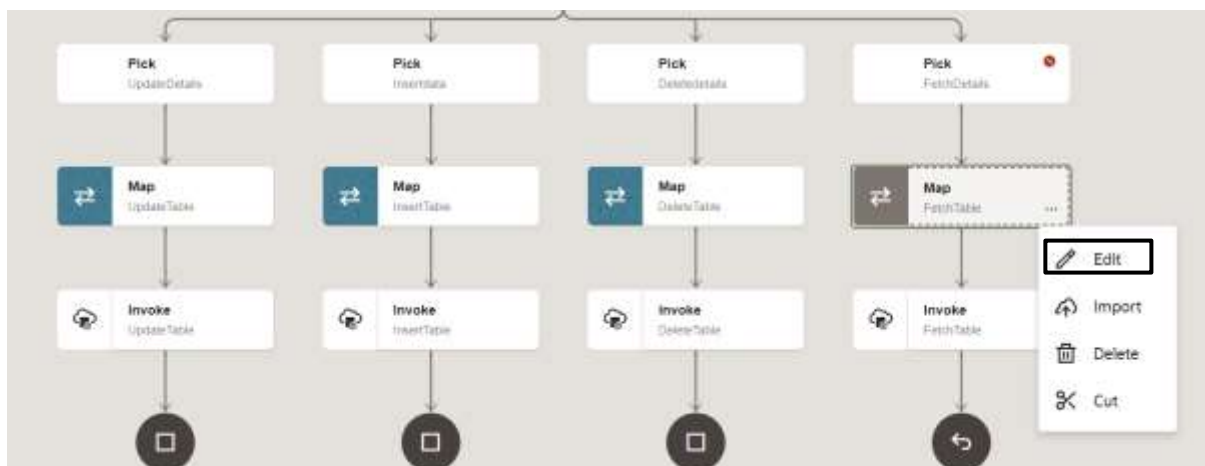 Pick
UpdateDetails
Pick
Insertdata
Pick
Deletedetails
Pick
FetchDetails
Map
UpdateTable
Map
InsertTable
Map
DeleteTable
Map
FetchTable
...
Edit
Import
Delete
Cut
Invoke
UpdateTable
Invoke
InsertTable
Invoke
DeleteTable
Invoke
FetchTable